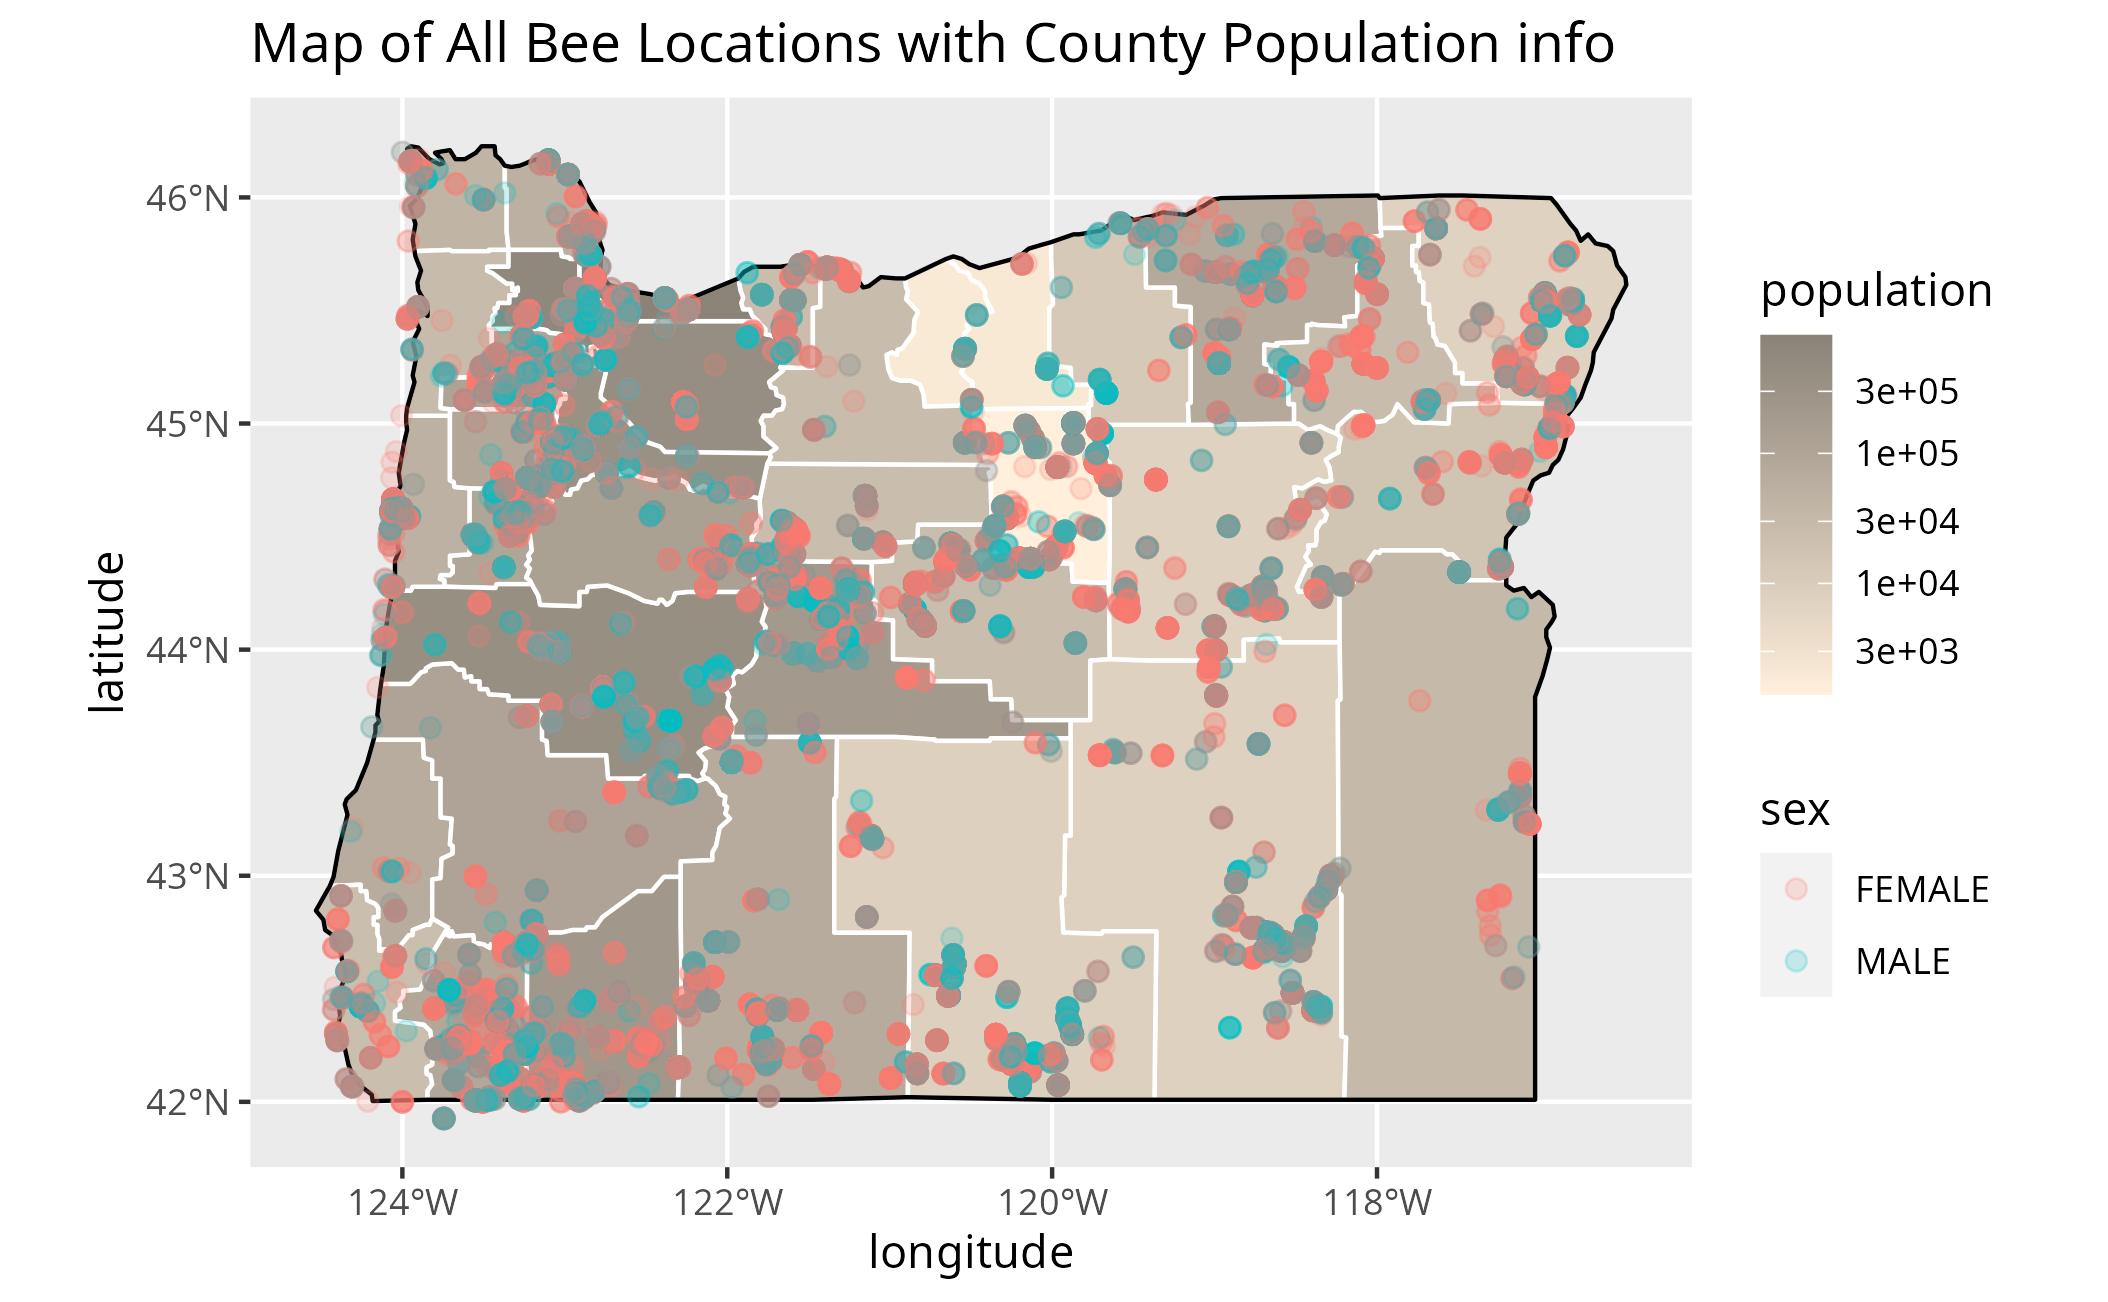 Map of All Bee Locations with County Population info
46°N
45°N
44°N
43°N
42°N
latitude
124°W
122°W
120°W
118°W
longitude
population
3e+05
1e+05
3e+04
1e+04
3e+03
sex
FEMALE
MALE